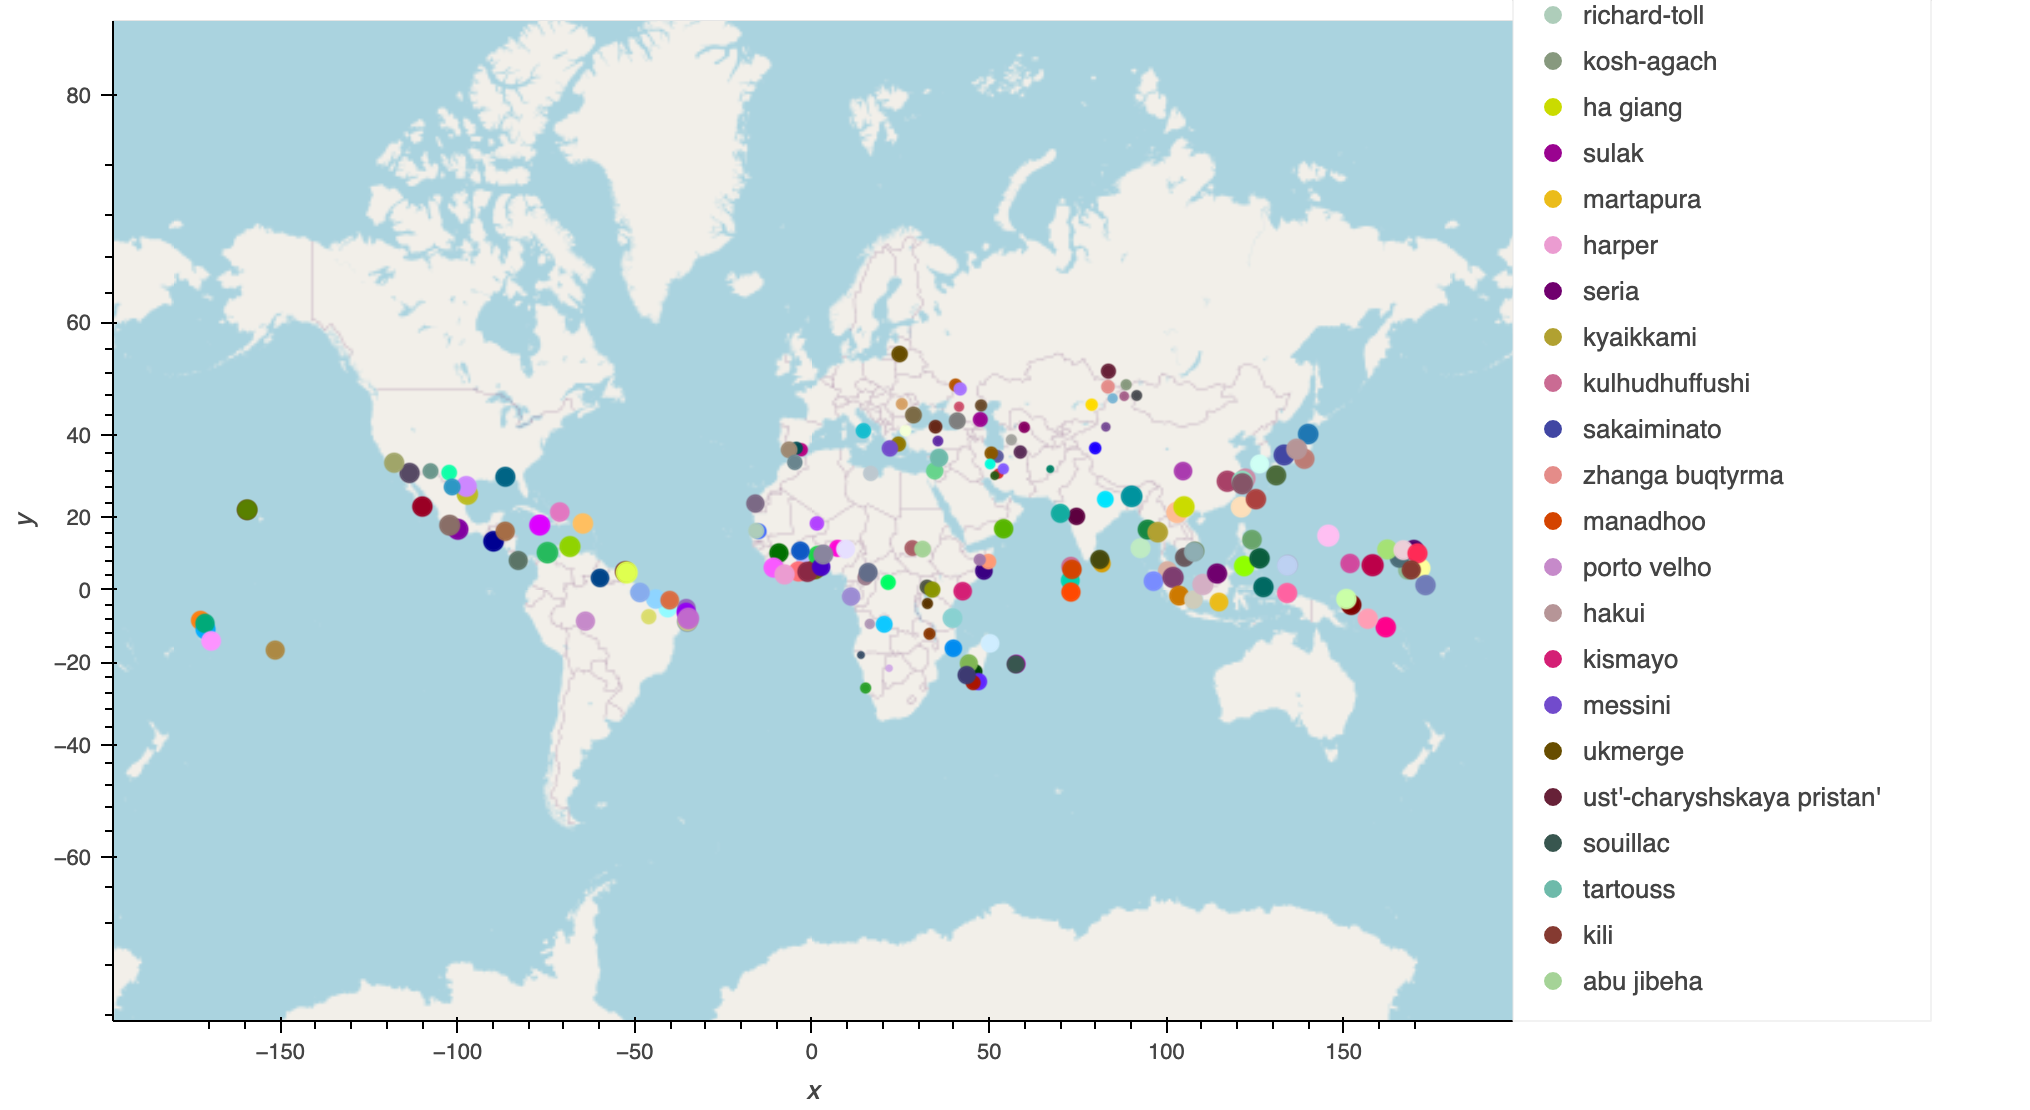 richard-toll
kosh-agach
ha giang
sulak
martapura
harper
seria
kyaikkami
kulhudhuffushi
sakaiminato
zhanga buqtyrma
manadhoo
porto velho
hakui
kismayo
messini
ukmerge
ust'-charyshskaya pristan'
souillac
tartouss
kili
abu jibeha
80
60
40
20
0
−20
−40
−60
y
−150
−100
−50
0
50
100
150
x